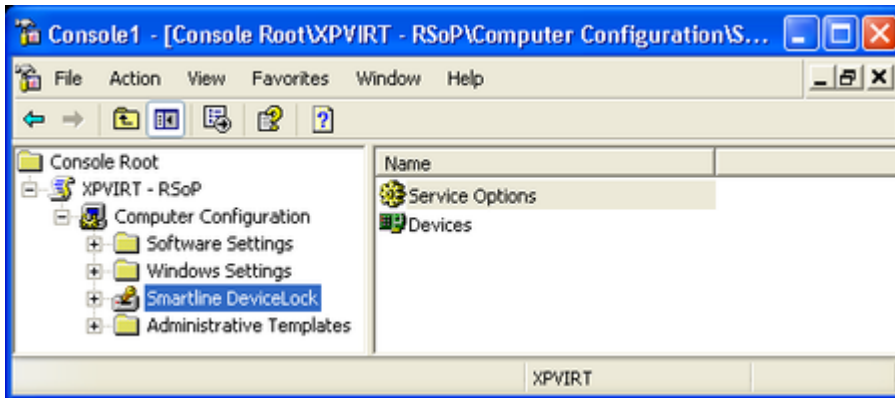 Console1 - [Console Root\XPVIRT - RSoP\Computer Configuration\S...
File Action View Favorites Window Help
Console Root
XPVIRT - RSoP
Computer Configuration
Software Settings
Windows Settings
Smartline DeviceLock
Administrative Templates
Name
Service Options
Devices
XPVIRT